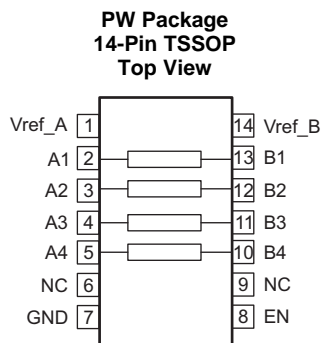 PW Package
14-Pin TSSOP
Top View
Vref_A 1 14 Vref_B
A1 2 13 B1
A2 3 12 B2
A3 4 11 B3
A4 5 10 B4
NC 6 9 NC
GND 7 8 EN